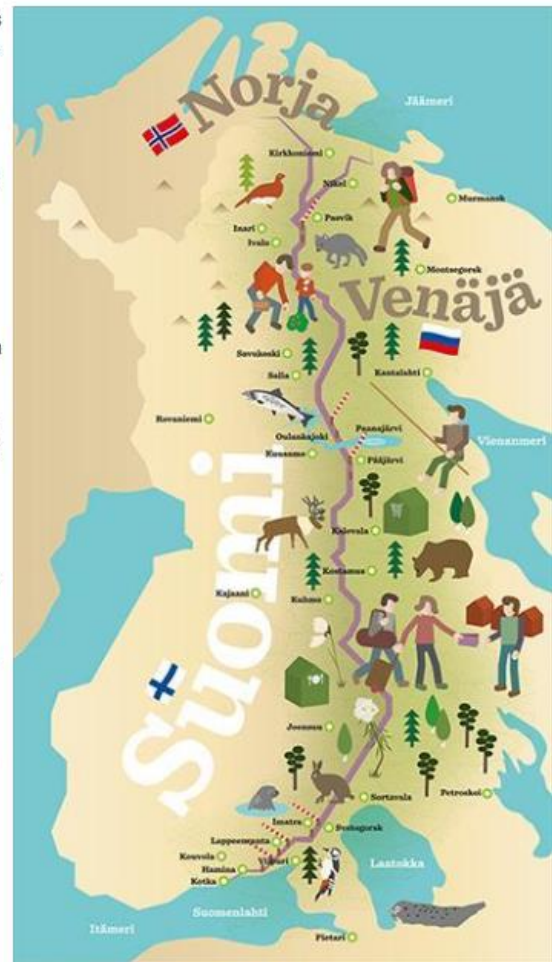 Norja
Jäämeri
Kirkkoniemi
Nikel
Murmansk
Pasvik
Inari
Ivalo
Montsegorsk
Venäjä
Savukoski
Salla
Kantalahti
Rovaniemi
Paanajärvi
Oulankajoki
Vienanmeri
Kuusamo
Pääjärvi
Suomi
Kalevala
Kostamus
Kajaani
Kuhmo
Joensuu
Sortavala
Petroskoi
Imatra
Svetogorsk
Lappeenranta
Kouvola
Viipuri
Laatokka
Hamina
Kotka
Suomenlahti
Itämeri
Pietari